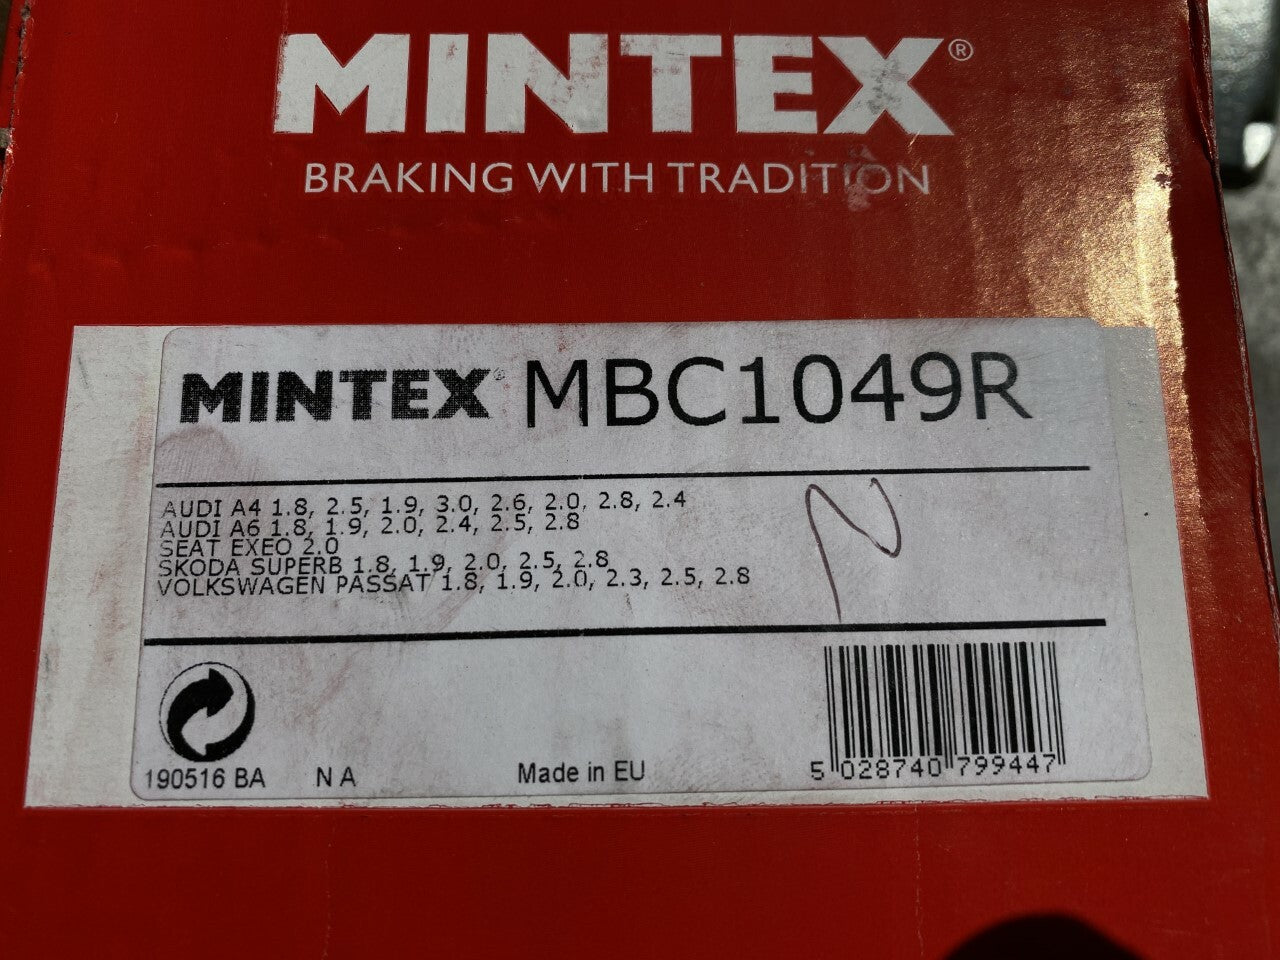 MINTEX®
BRAKING WITH TRADITION
MINTEX® MBC1049R
AUDI A4 1.8, 2.5, 1.9, 3.0, 2.6, 2.0, 2.8, 2.4
AUDI A6 1.8, 1.9, 2.0, 2.4, 2.5, 2.8
SEAT EXEO 2.0
SKODA SUPERB 1.8, 1.9, 2.0, 2.5, 2.8
VOLKSWAGEN PASSAT 1.8, 1.9, 2.0, 2.3, 2.5, 2.8
N
190516 BA N A Made in EU 5 028740 799447